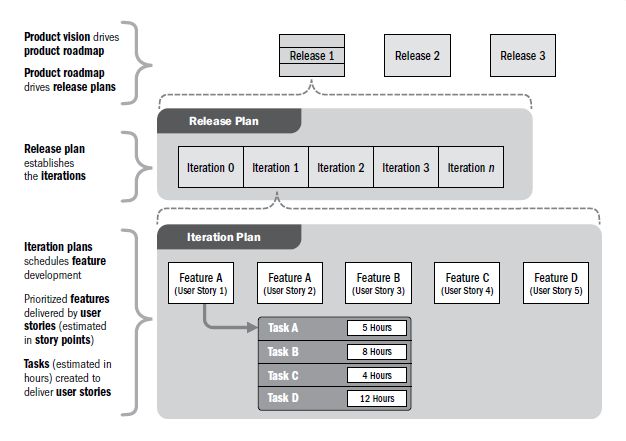 Product vision drives
product roadmap
Product roadmap
drives release plans
Release 1
Release 2
Release 3
Release Plan
Release plan
establishes
the iterations
Iteration 0
Iteration 1
Iteration 2
Iteration 3
Iteration n
Iteration Plan
Iteration plans
schedules feature
development
Prioritized features
delivered by user
stories (estimated
in story points)
Tasks (estimated in
hours) created to
deliver user stories
Feature A
(User Story 1)
Feature A
(User Story 2)
Feature B
(User Story 3)
Feature C
(User Story 4)
Feature D
(User Story 5)
Task A
5 Hours
Task B
8 Hours
Task C
4 Hours
Task D
12 Hours